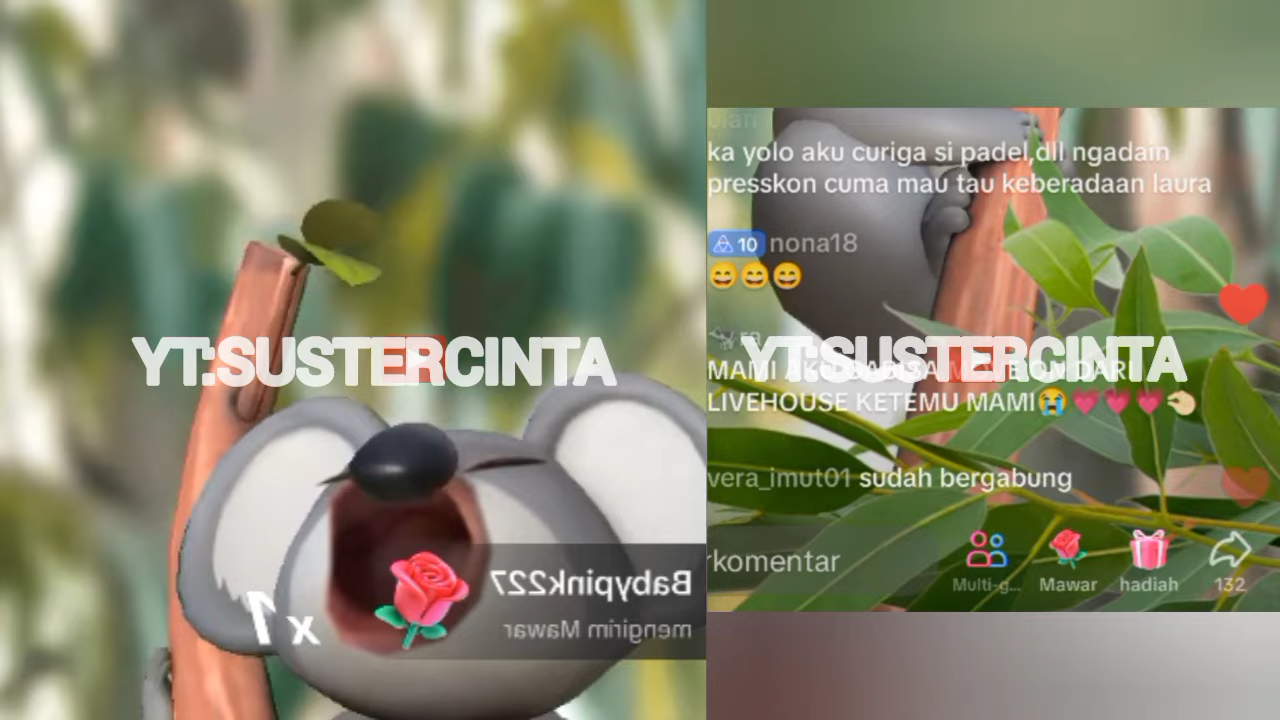 YT:SUSTERCINTA
Babypink227
mengirim Mawar
x1
ka yolo aku curiga si padel,dll ngadain
presskon cuma mau tau keberadaan laura
10 nona18
😄😄😄
YT:SUSTERCINTA
MAMI
LIVEHOUSE KETEMU MAMI😭💗💗💗🤏🏻
vera_imut01 sudah bergabung
rkomentar
Multi-g... Mawar hadiah 132